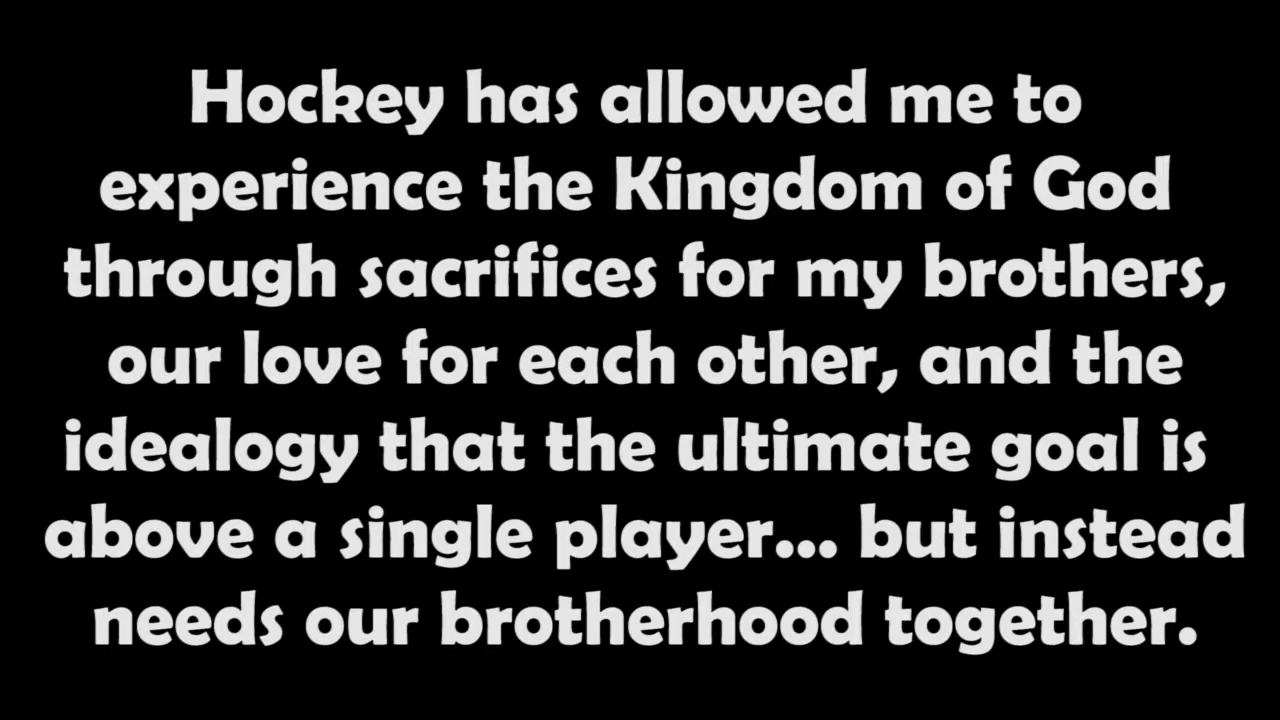 Hockey has allowed me to
experience the Kingdom of God
through sacrifices for my brothers,
our love for each other, and the
idealogy that the ultimate goal is
above a single player... but instead
needs our brotherhood together.